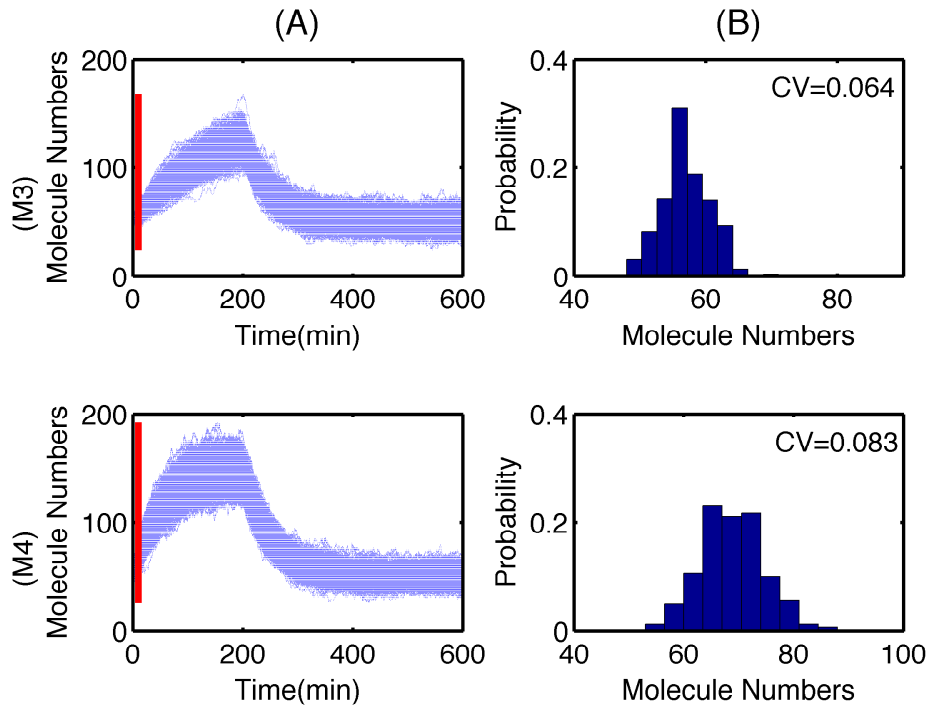 (A)
(B)
(M3)
Molecule Numbers
200
100
0
0
200
400
600
Time(min)
Probability
0.4
0.2
0
40
60
80
Molecule Numbers
CV=0.064
(M4)
Molecule Numbers
200
100
0
0
200
400
600
Time(min)
Probability
0.4
0.2
0
40
60
80
100
Molecule Numbers
CV=0.083